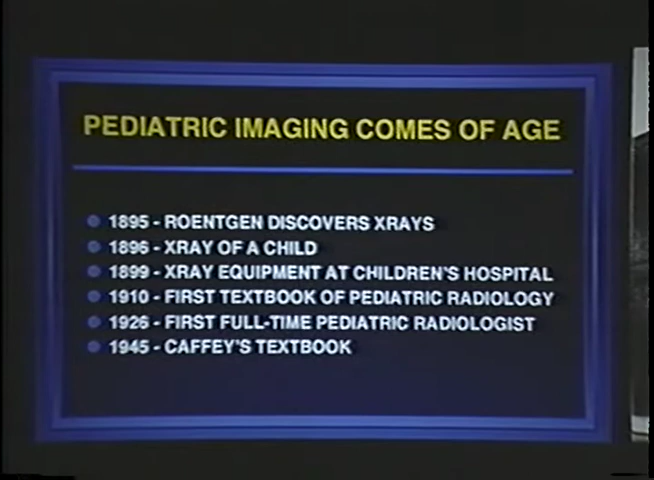 PEDIATRIC IMAGING COMES OF AGE
1895 - ROENTGEN DISCOVERS XRAYS
1896 - XRAY OF A CHILD
1899 - XRAY EQUIPMENT AT CHILDREN'S HOSPITAL
1910 - FIRST TEXTBOOK OF PEDIATRIC RADIOLOGY
1926 - FIRST FULL-TIME PEDIATRIC RADIOLOGIST
1945 - CAFFEY'S TEXTBOOK